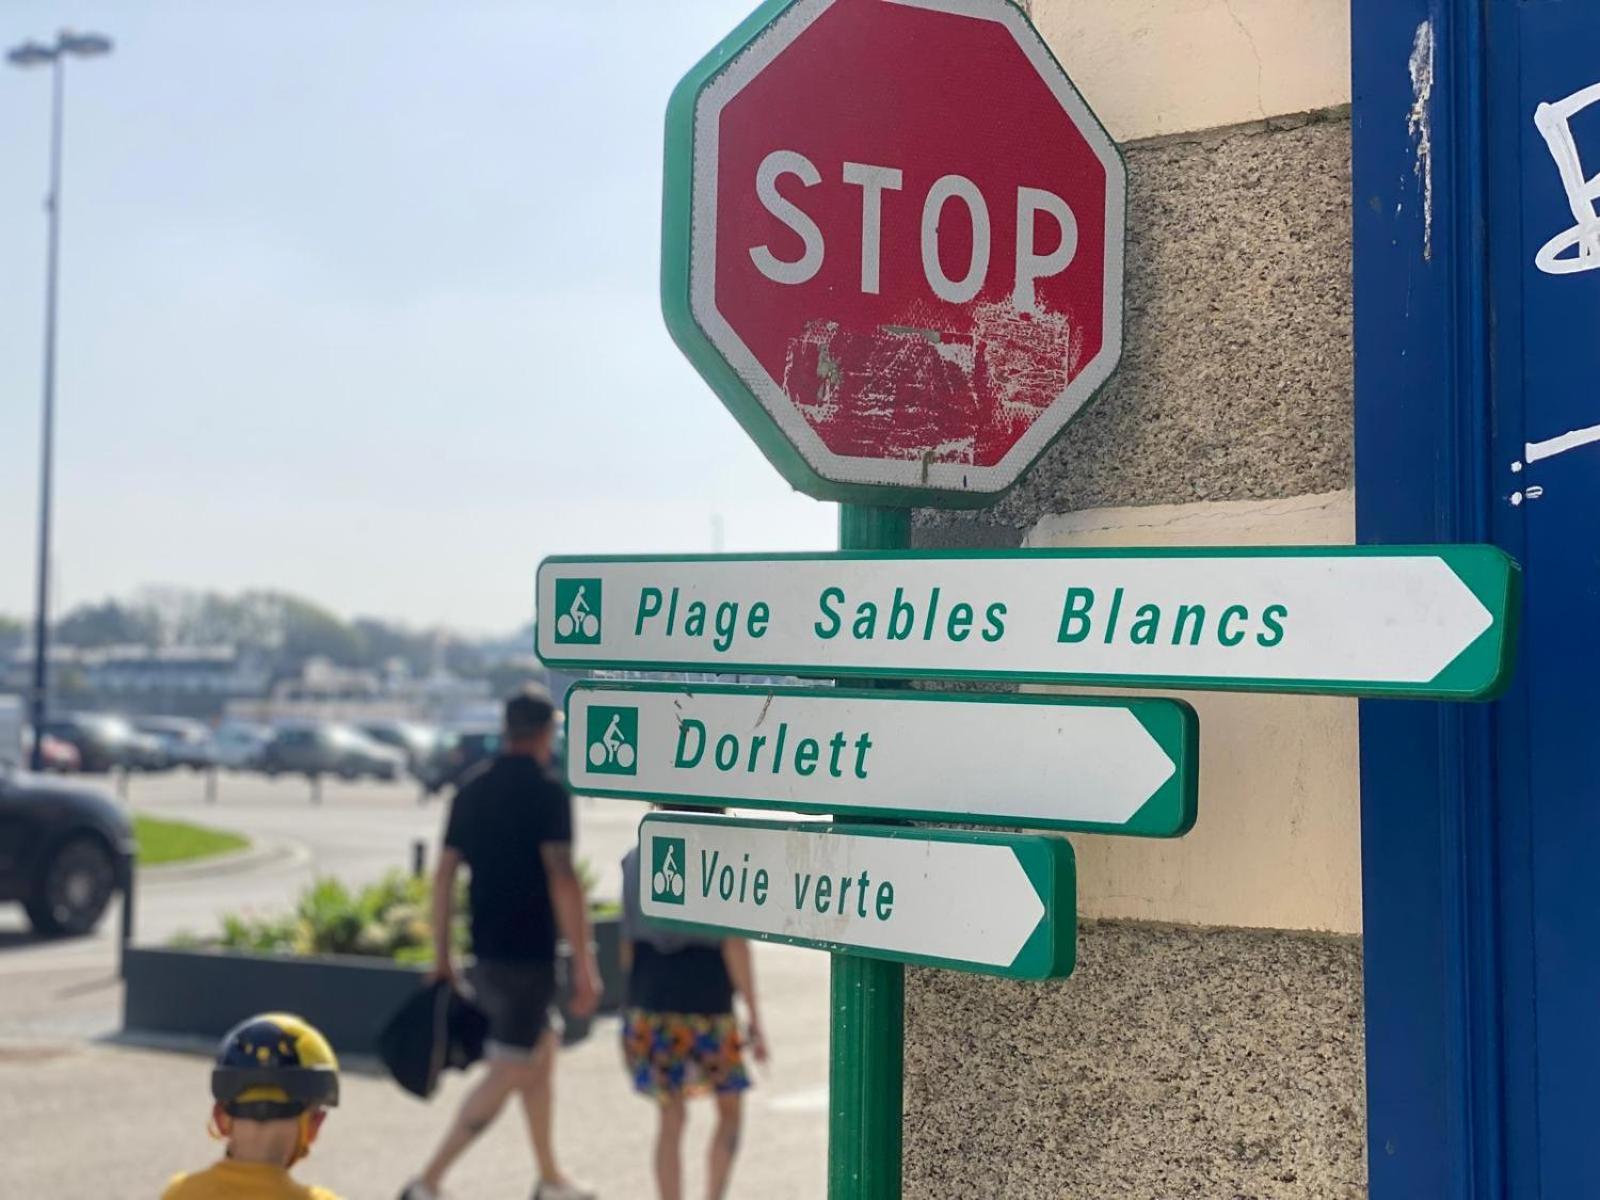 STOP
Plage Sables Blancs
Dorlett
Voie verte